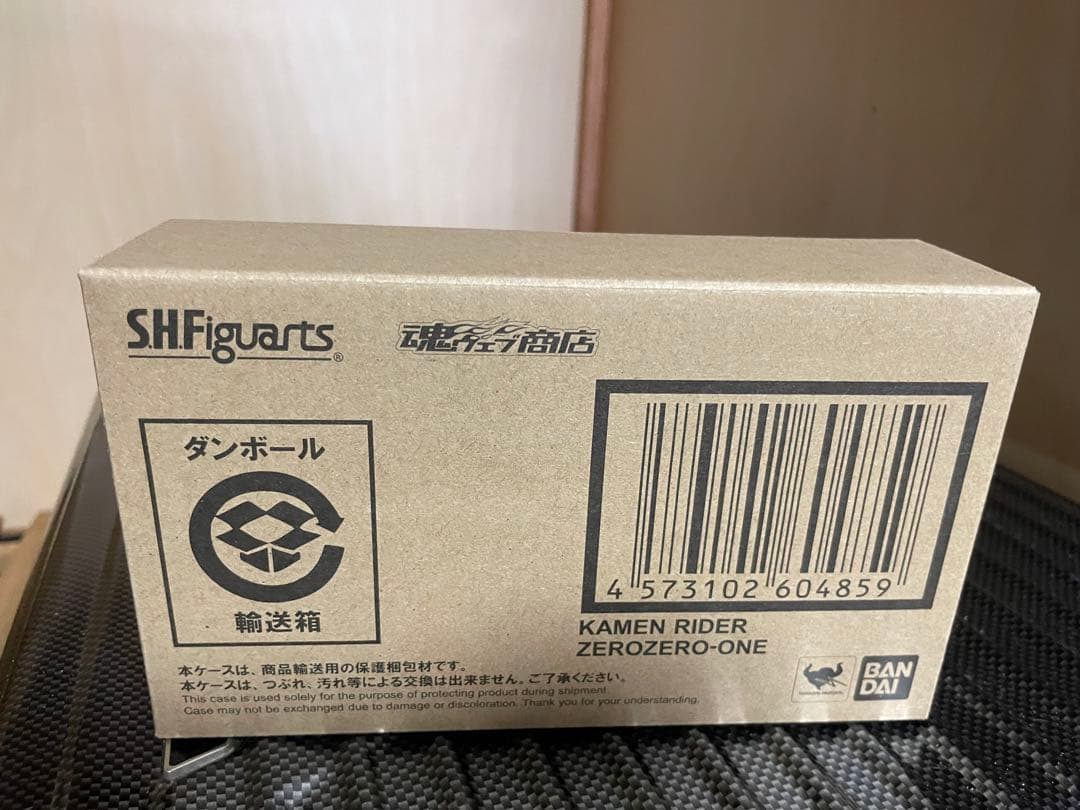 S.H.Figuarts®
魂ウェブ商店
ダンボール
輸送箱
4 573102 604859
KAMEN RIDER
ZEROZERO-ONE
本ケースは、商品輸送用の保護梱包材です。
本ケースは、つぶれ、汚れ等による交換は出来ません。ご了承ください。
This case is used solely for the purpose of protecting product during shipment.
Case may not be exchanged due to damage or discoloration. Thank you for your understanding.
BAN
DAI